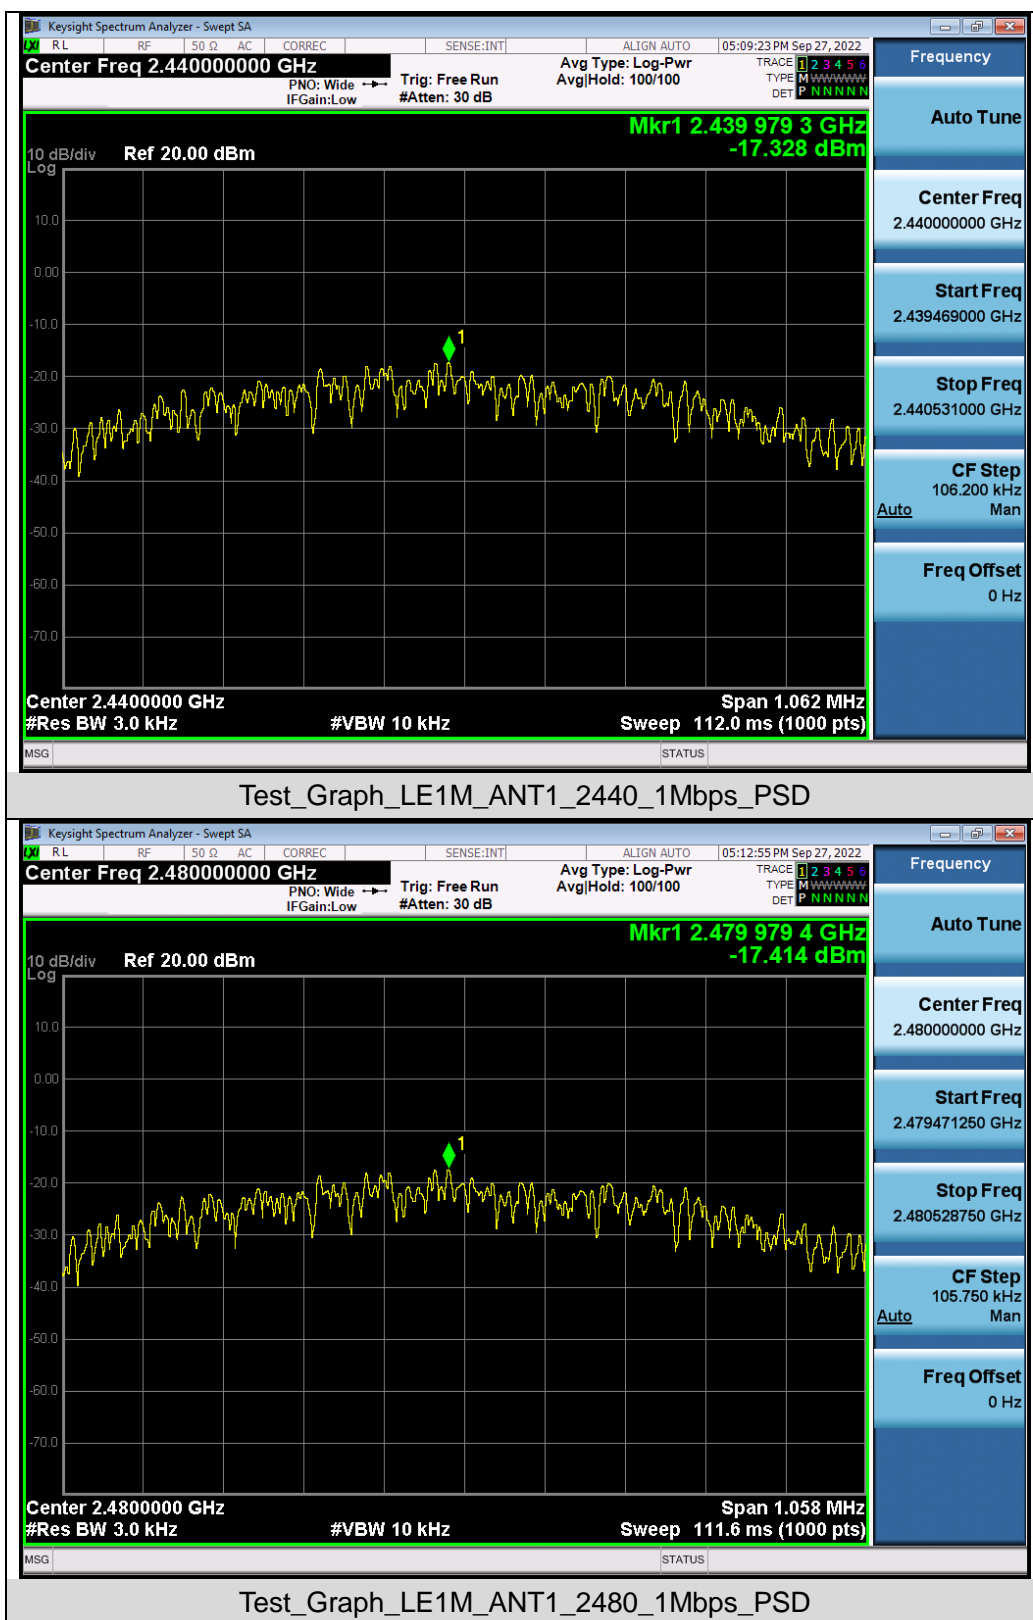 Keysight Spectrum Analyzer - Swept SA
LXI RL RF 50 Ω AC CORREC SENSE:INT ALIGN AUTO 05:09:23 PM Sep 27, 2022
Center Freq 2.440000000 GHz
PNO: Wide
IFGain:Low
Trig: Free Run
#Atten: 30 dB
Avg Type: Log-Pwr
Avg|Hold: 100/100
TRACE 1 2 3 4 5 6
TYPE M WWWWW
DET P N N N N N
Mkr1 2.439 979 3 GHz
-17.328 dBm
10 dB/div Ref 20.00 dBm
Log
10.0
0.00
-10.0
1
-20.0
-30.0
-40.0
-50.0
-60.0
-70.0
Center 2.4400000 GHz Span 1.062 MHz
#Res BW 3.0 kHz #VBW 10 kHz Sweep 112.0 ms (1000 pts)
MSG STATUS
Frequency
Auto Tune
Center Freq
2.440000000 GHz
Start Freq
2.439469000 GHz
Stop Freq
2.440531000 GHz
CF Step
106.200 kHz
Auto Man
Freq Offset
0 Hz
Test_Graph_LE1M_ANT1_2440_1Mbps_PSD
Keysight Spectrum Analyzer - Swept SA
LXI RL RF 50 Ω AC CORREC SENSE:INT ALIGN AUTO 05:12:55 PM Sep 27, 2022
Center Freq 2.480000000 GHz
PNO: Wide
IFGain:Low
Trig: Free Run
#Atten: 30 dB
Avg Type: Log-Pwr
Avg|Hold: 100/100
TRACE 1 2 3 4 5 6
TYPE M WWWWW
DET P N N N N N
Mkr1 2.479 979 4 GHz
-17.414 dBm
10 dB/div Ref 20.00 dBm
Log
10.0
0.00
-10.0
1
-20.0
-30.0
-40.0
-50.0
-60.0
-70.0
Center 2.4800000 GHz Span 1.058 MHz
#Res BW 3.0 kHz #VBW 10 kHz Sweep 111.6 ms (1000 pts)
MSG STATUS
Frequency
Auto Tune
Center Freq
2.480000000 GHz
Start Freq
2.479471250 GHz
Stop Freq
2.480528750 GHz
CF Step
105.750 kHz
Auto Man
Freq Offset
0 Hz
Test_Graph_LE1M_ANT1_2480_1Mbps_PSD